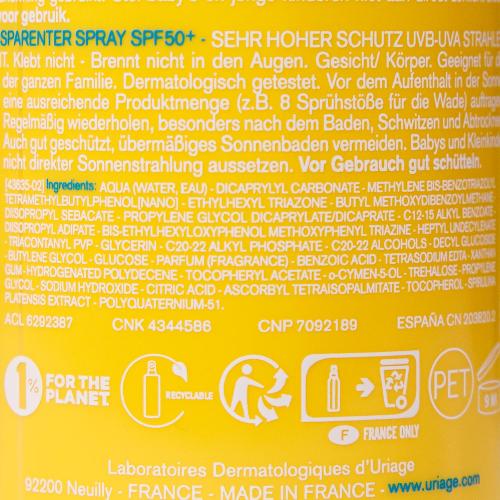 voor gebruik.
SPARENTER SPRAY SPF50+ - SEHR HOHER SCHUTZ UVB-UVA STRAHLE
IT. Klebt nicht - Brennt nicht in den Augen. Gesicht/ Körper. Geeignet für d
der ganzen Familie. Dermatologisch getestet. Vor dem Aufenthalt in der Sonn
eine ausreichende Produktmenge (z.B. 8 Sprühstöße für die Wade) auftrage
Regelmäßig wiederholen, besonders nach dem Baden, Schwitzen und Abtrockn
Auch gut geschützt, übermäßiges Sonnenbaden vermeiden. Babys und Kleinkind
nicht direkter Sonnenstrahlung aussetzen. Vor Gebrauch gut schütteln.
[43635-02] Ingredients: AQUA (WATER, EAU) - DICAPRYLYL CARBONATE - METHYLENE BIS-BENZOTRIAZOL
TETRAMETHYLBUTYLPHENOL[NANO] - ETHYLHEXYL TRIAZONE - BUTYL METHOXYDIBENZOYLMETHANE
DIISOPROPYL SEBACATE - PROPYLENE GLYCOL DICAPRYLATE/DICAPRATE - C12-15 ALKYL BENZOATE
DIISOPROPYL ADIPATE - BIS-ETHYLHEXYLOXYPHENOL METHOXYPHENYL TRIAZINE - HEPTYL UNDECYLENATE
- TRIACONTANYL PVP - GLYCERIN - C20-22 ALKYL PHOSPHATE - C20-22 ALCOHOLS - DECYL GLUCOSIDE
- BUTYLENE GLYCOL - GLUCOSE - PARFUM (FRAGRANCE) - BENZOIC ACID - TETRASODIUM EDTA - XANTHAN
GUM - HYDROGENATED POLYDECENE - TOCOPHERYL ACETATE - o-CYMEN-5-OL - TREHALOSE - PROPYLENE
GLYCOL - SODIUM HYDROXIDE - CITRIC ACID - ASCORBYL TETRAISOPALMITATE - TOCOPHEROL - SPIRULINA
PLATENSIS EXTRACT - POLYQUATERNIUM-51.
ACL 6292387 CNK 4344586 CNP 7092189 ESPAÑA CN 203820.2
1% FOR THE PLANET
RECYCLABLE
F FRANCE ONLY
PET
9 M
Laboratoires Dermatologiques d'Uriage
92200 Neuilly - FRANCE - MADE IN FRANCE - www.uriage.com